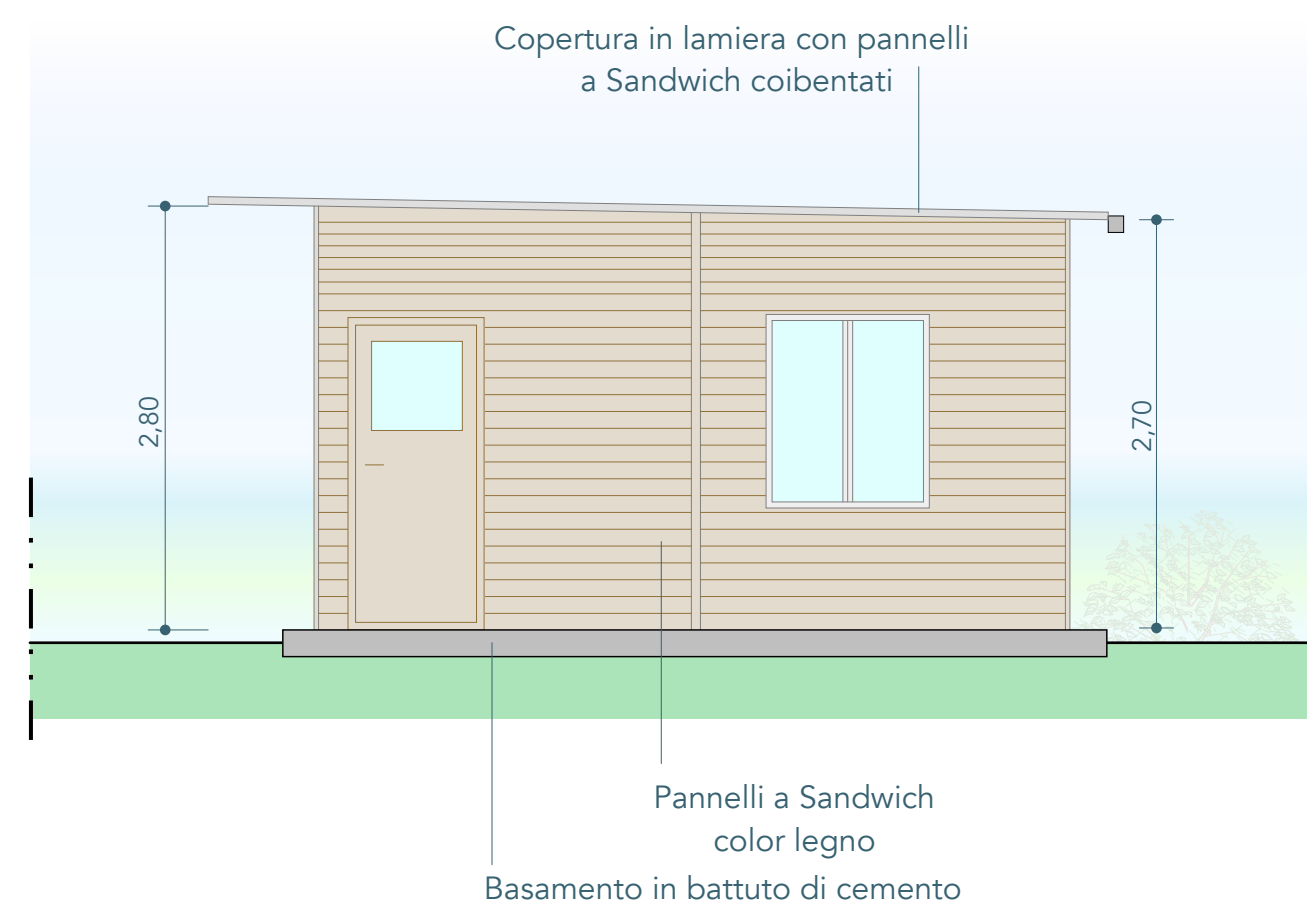 Copertura in lamiera con pannelli
a Sandwich coibentati
2,80
2,70
Pannelli a Sandwich
color legno
Basamento in battuto di cemento